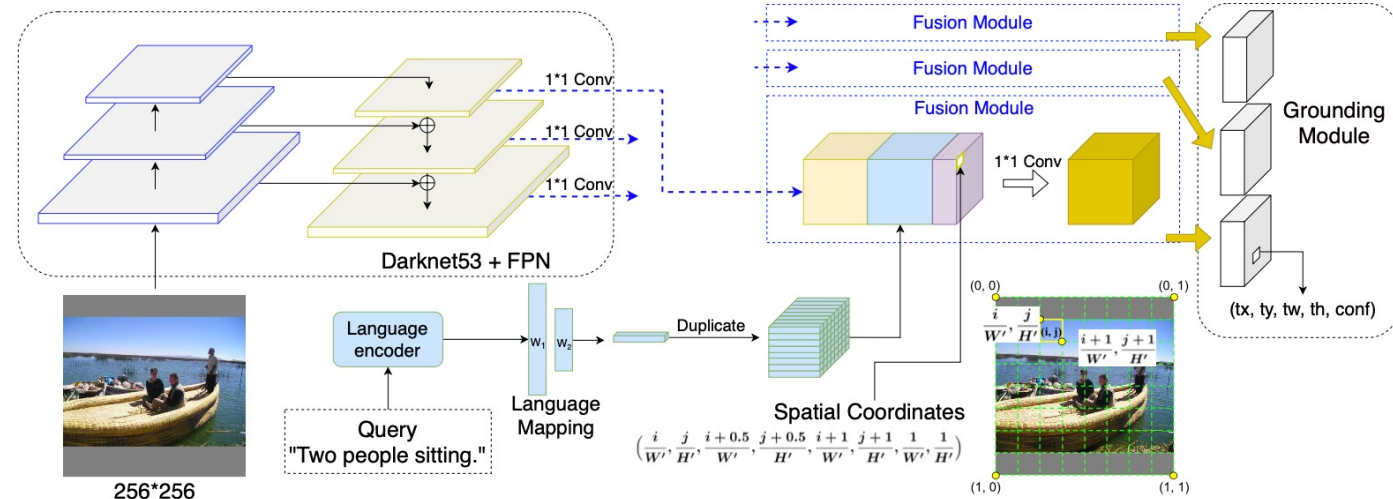 Fusion Module
Fusion Module
Fusion Module
1*1 Conv
1*1 Conv
1*1 Conv
1*1 Conv
Grounding
Module
(tx, ty, tw, th, conf)
Darknet53 + FPN
256*256
Language
encoder
Query
"Two people sitting."
w₁
w₂
Language
Mapping
Duplicate
Spatial Coordinates
(i/W', j/H', i+0.5/W', j+0.5/H', i+1/W', j+1/H', 1/W', 1/H')
(0, 0)
(0, 1)
i/W', j/H'
(i, j)
i+1/W', j+1/H'
(1, 0)
(1, 1)